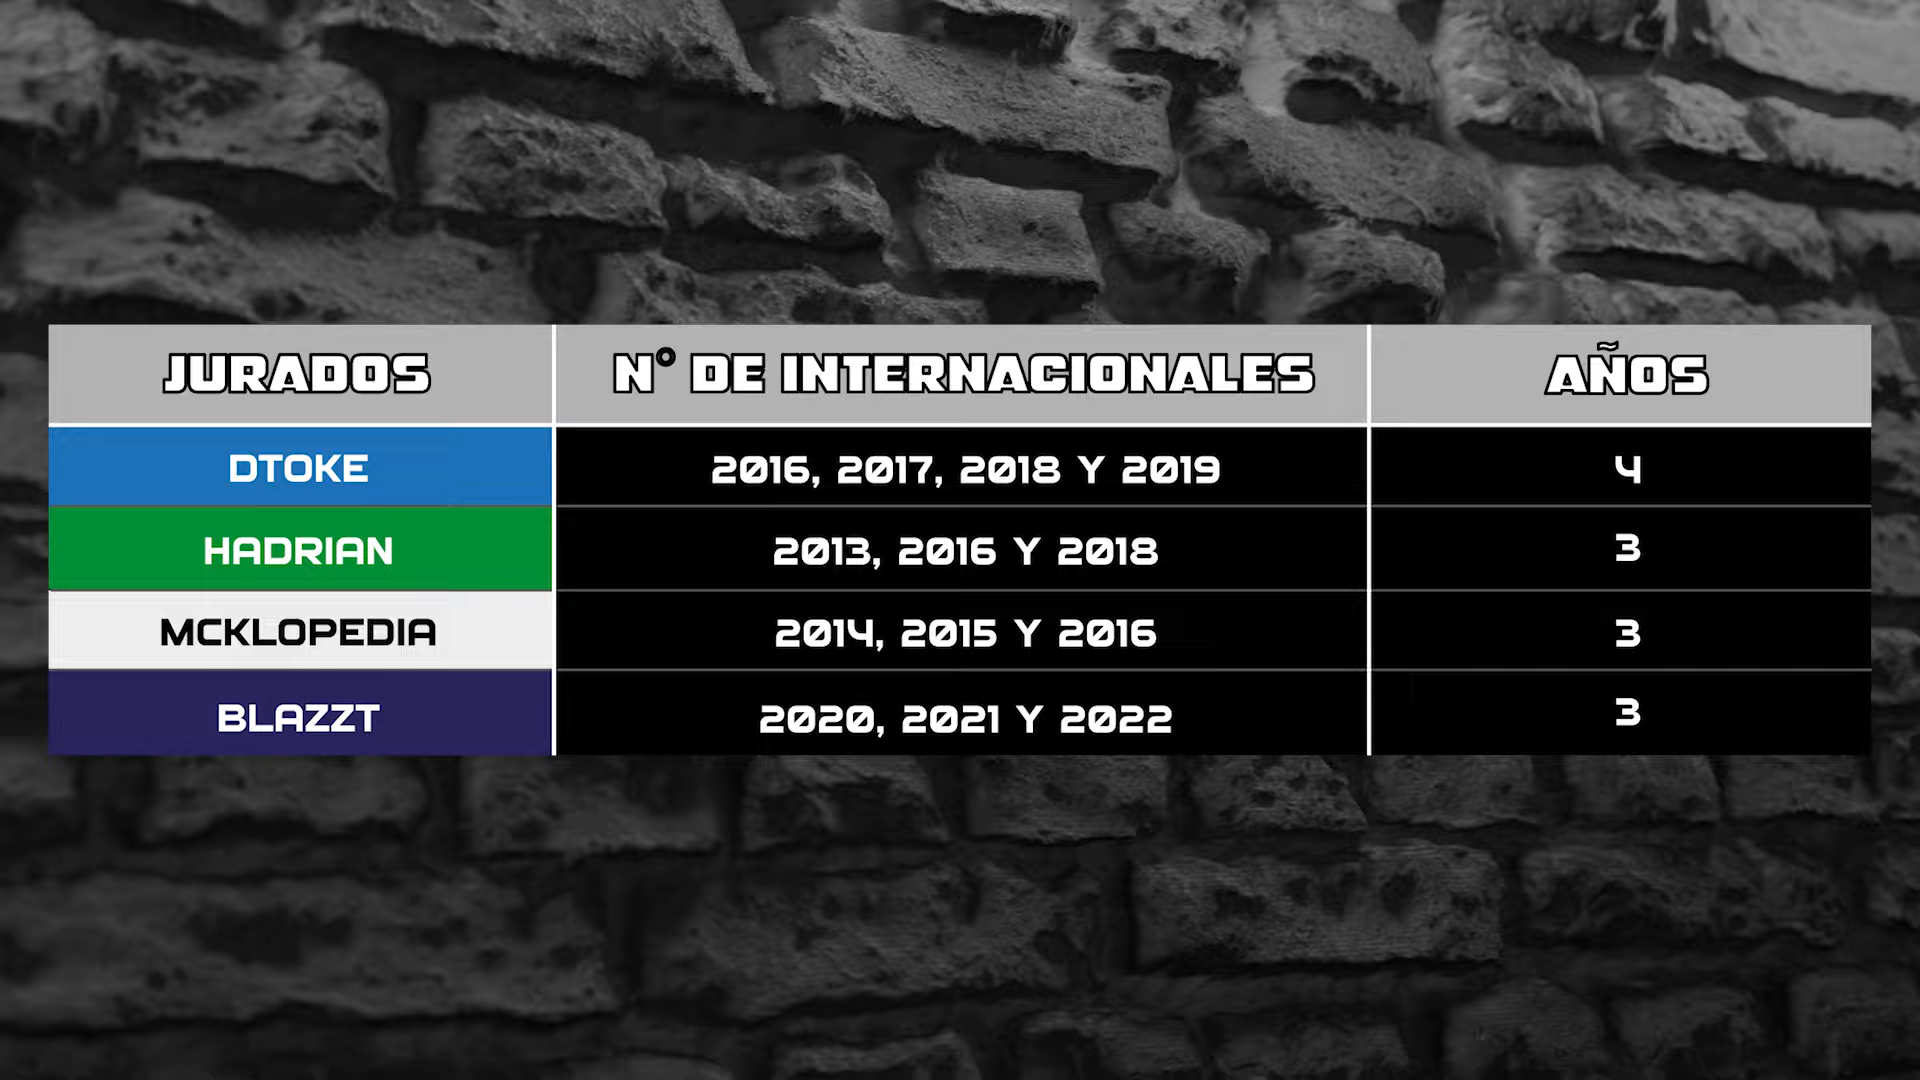 JURADOS N° DE INTERNACIONALES AÑOS
DTOKE 2016, 2017, 2018 Y 2019 4
HADRIAN 2013, 2016 Y 2018 3
MCKLOPEDIA 2014, 2015 Y 2016 3
BLAZZT 2020, 2021 Y 2022 3